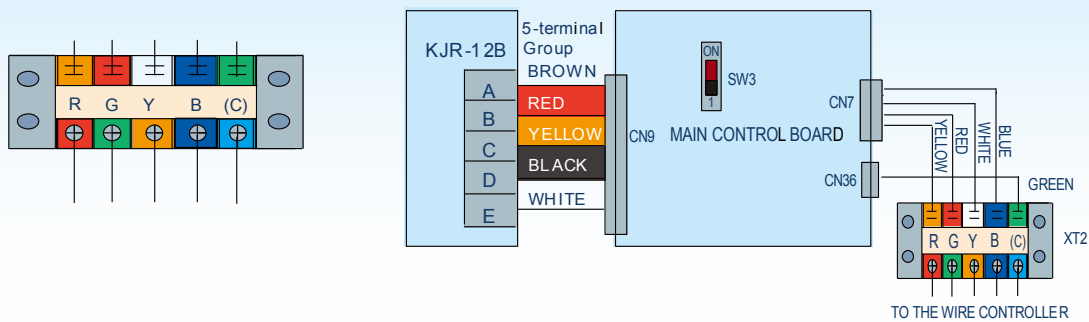 R G Y B (C)
KJR-12B
5-terminal
Group
BROWN
A
RED
B
YELLOW
C
BLACK
D
WHITE
E
CN9
ON
SW3
1
MAIN CONTROL BOARD
CN7
CN36
YELLOW
RED
WHITE
BLUE
GREEN
R G Y B (C)
XT2
TO THE WIRE CONTROLLER